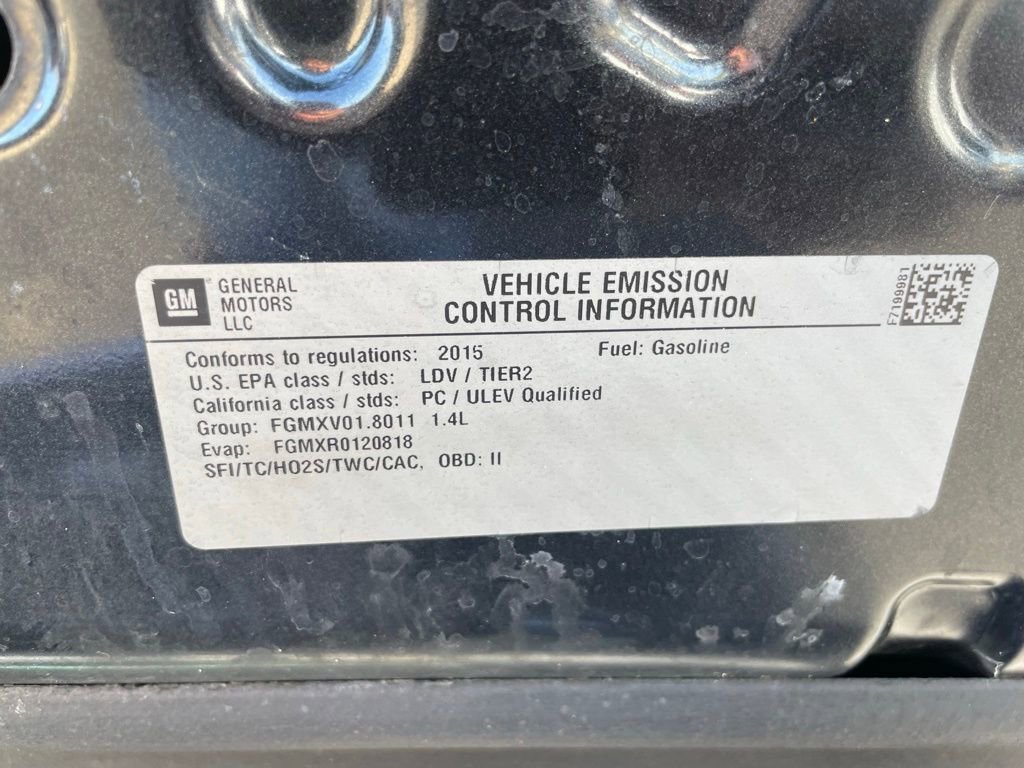 GM
GENERAL
MOTORS
LLC
VEHICLE EMISSION
CONTROL INFORMATION
F7199981
Conforms to regulations: 2015 Fuel: Gasoline
U.S. EPA class / stds: LDV / TIER2
California class / stds: PC / ULEV Qualified
Group: FGMXV01.8011 1.4L
Evap: FGMXR0120818
SFI/TC/HO2S/TWC/CAC, OBD: II